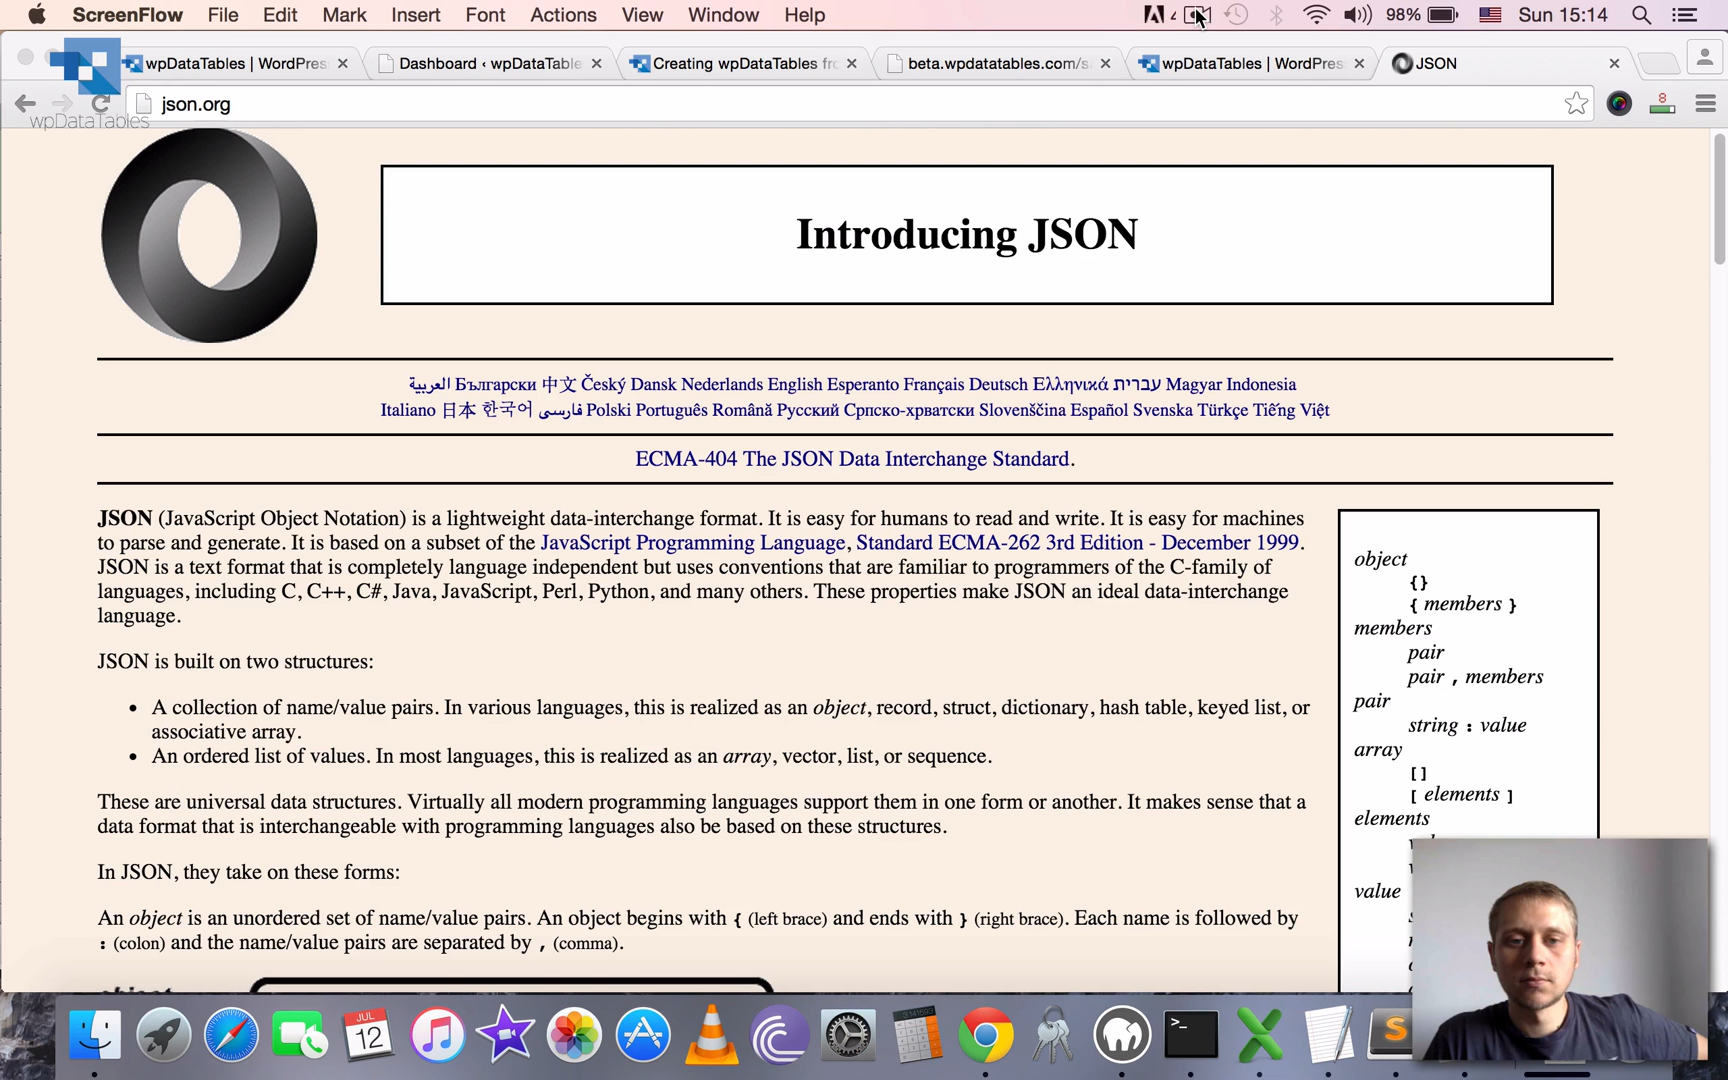 ScreenFlow File Edit Mark Insert Font Actions View Window Help 4 98% Sun 15:14
wpDataTables | WordPres
Dashboard ‹ wpDataTable
Creating wpDataTables fro
beta.wpdatatables.com/s
wpDataTables | WordPres
JSON
json.org
8
wpDataTables
Introducing JSON
العربية Български 中文 Český Dansk Nederlands English Esperanto Français Deutsch Ελληνικά עברית Magyar Indonesia
Italiano 日本 한국어 فارسی Polski Português Română Русский Српско-хрватски Slovenščina Español Svenska Türkçe Tiếng Việt
ECMA-404 The JSON Data Interchange Standard.
JSON (JavaScript Object Notation) is a lightweight data-interchange format. It is easy for humans to read and write. It is easy for machines
to parse and generate. It is based on a subset of the JavaScript Programming Language, Standard ECMA-262 3rd Edition - December 1999.
JSON is a text format that is completely language independent but uses conventions that are familiar to programmers of the C-family of
languages, including C, C++, C#, Java, JavaScript, Perl, Python, and many others. These properties make JSON an ideal data-interchange
language.
JSON is built on two structures:
• A collection of name/value pairs. In various languages, this is realized as an object, record, struct, dictionary, hash table, keyed list, or
associative array.
• An ordered list of values. In most languages, this is realized as an array, vector, list, or sequence.
These are universal data structures. Virtually all modern programming languages support them in one form or another. It makes sense that a
data format that is interchangeable with programming languages also be based on these structures.
In JSON, they take on these forms:
An object is an unordered set of name/value pairs. An object begins with { (left brace) and ends with } (right brace). Each name is followed by
: (colon) and the name/value pairs are separated by , (comma).
object
{}
{ members }
members
pair
pair , members
pair
string : value
array
[]
[ elements ]
elements
value
JUL
12